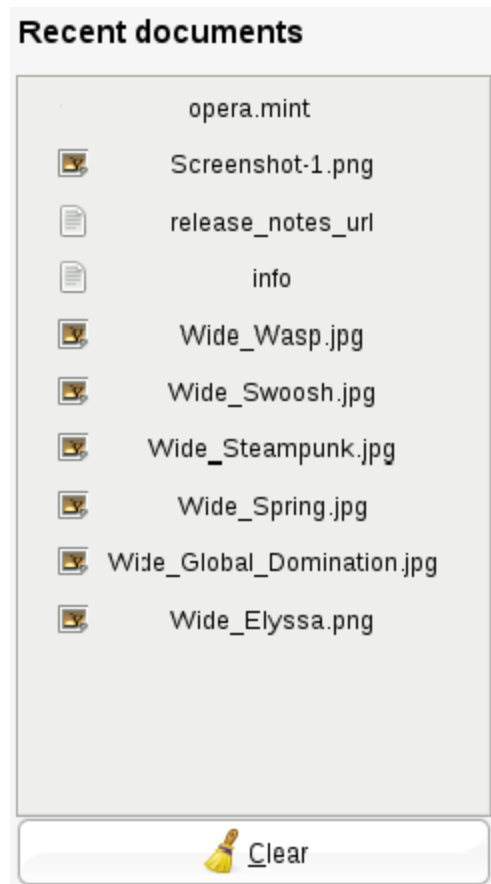 Recent documents
opera.mint
Screenshot-1.png
release_notes_url
info
Wide_Wasp.jpg
Wide_Swoosh.jpg
Wide_Steampunk.jpg
Wide_Spring.jpg
Wide_Global_Domination.jpg
Wide_Elyssa.png
Clear